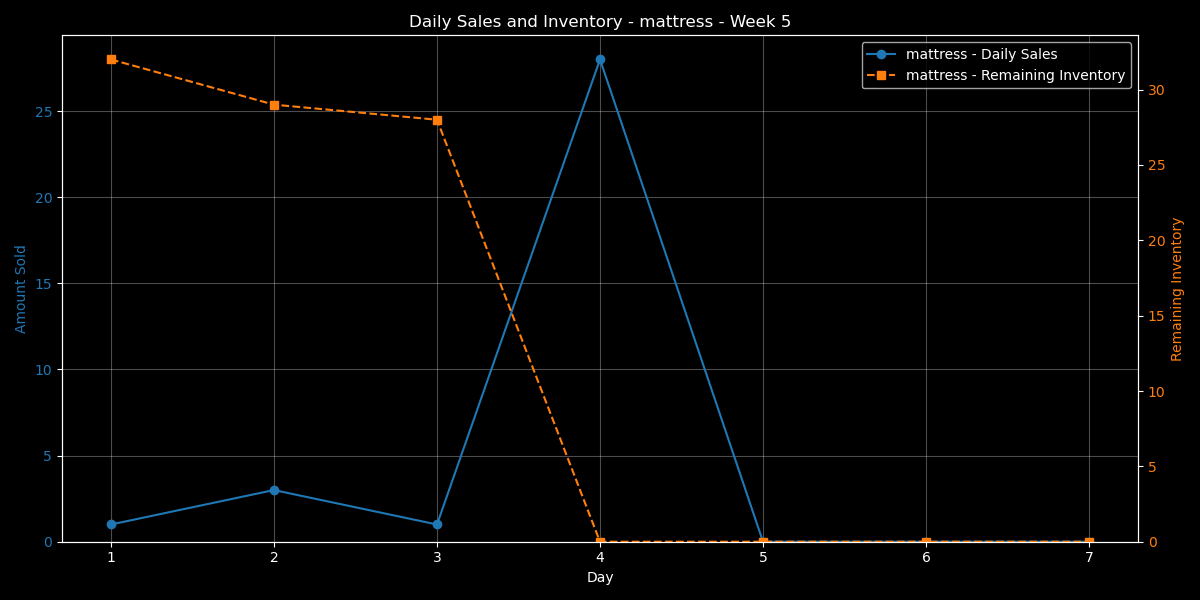 Daily Sales and Inventory - mattress - Week 5
mattress - Daily Sales
mattress - Remaining Inventory
Amount Sold
25
20
15
10
5
0
Remaining Inventory
30
25
20
15
10
5
0
1 2 3 4 5 6 7
Day